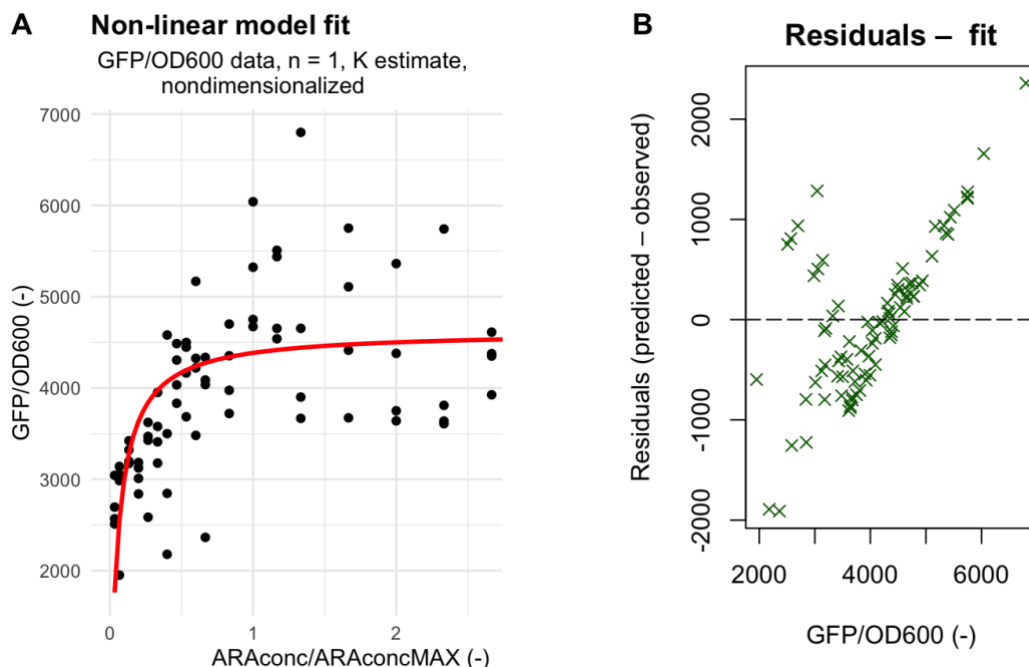 A
Non-linear model fit
GFP/OD600 data, n = 1, K estimate,
nondimensionalized
7000
6000
5000
4000
3000
2000
GFP/OD600 (-)
0
1
2
ARAconc/ARAconcMAX (-)
B
Residuals – fit
2000
1000
0
-1000
-2000
Residuals (predicted – observed)
2000
4000
6000
GFP/OD600 (-)